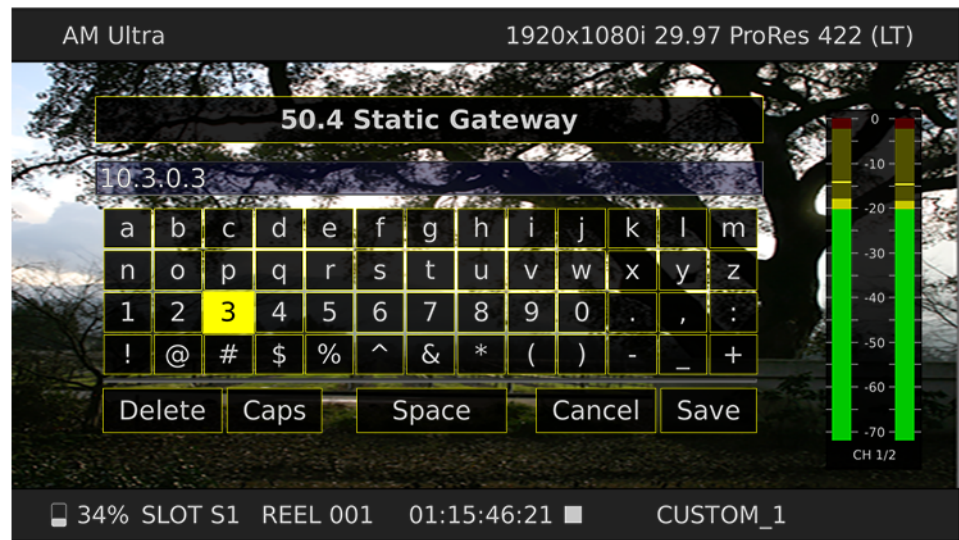 AM Ultra 1920x1080i 29.97 ProRes 422 (LT)
50.4 Static Gateway
10.3.0.3
a b c d e f g h i j k l m
n o p q r s t u v w x y z
1 2 3 4 5 6 7 8 9 0 . , :
! @ # $ % ^ & * ( ) - _ +
Delete Caps Space Cancel Save
0
-10
-20
-30
-40
-50
-60
-70
CH 1/2
34% SLOT S1 REEL 001 01:15:46:21 CUSTOM_1